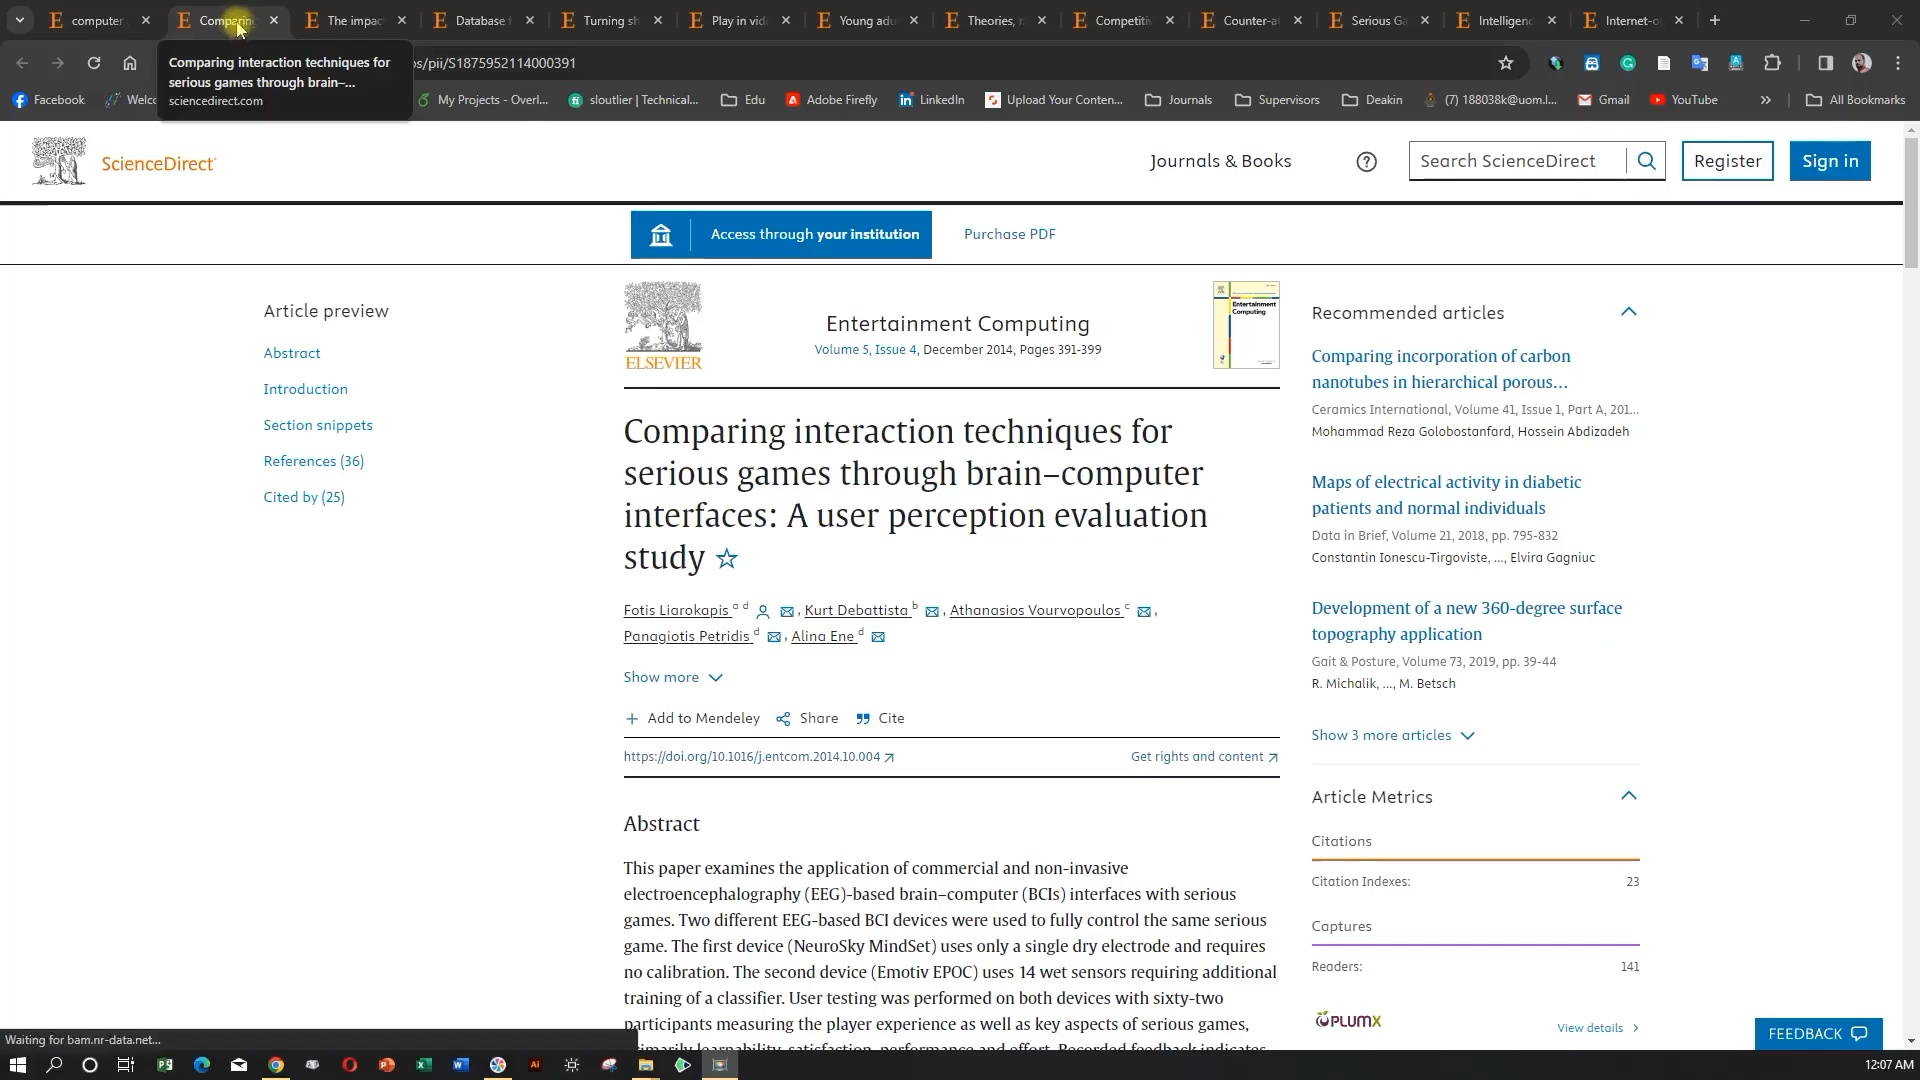 computer
Comparing
The impac
Database f
Turning sh
Play in vid
Young adu
Theories, r
Competitiv
Counter-a
Serious Ga
Intelligenc
Internet-o
Comparing interaction techniques for
serious games through brain–...
sciencedirect.com
os/pii/S1875952114000391
Facebook
Welc
My Projects - Overl...
sloutlier | Technical...
Edu
Adobe Firefly
LinkedIn
Upload Your Conten...
Journals
Supervisors
Deakin
(7) 188038k@uom.l...
Gmail
YouTube
All Bookmarks
ScienceDirect
Journals & Books
Search ScienceDirect
Register
Sign in
Access through your institution
Purchase PDF
Article preview
Abstract
Introduction
Section snippets
References (36)
Cited by (25)
ELSEVIER
Entertainment Computing
Volume 5, Issue 4, December 2014, Pages 391-399
Entertainment
Computing
Comparing interaction techniques for
serious games through brain–computer
interfaces: A user perception evaluation
study
Fotis Liarokapis a d, Kurt Debattista b, Athanasios Vourvopoulos c,
Panagiotis Petridis d, Alina Ene d
Show more
Add to Mendeley
Share
Cite
https://doi.org/10.1016/j.entcom.2014.10.004
Get rights and content
Abstract
This paper examines the application of commercial and non-invasive
electroencephalography (EEG)-based brain–computer (BCIs) interfaces with serious
games. Two different EEG-based BCI devices were used to fully control the same serious
game. The first device (NeuroSky MindSet) uses only a single dry electrode and requires
no calibration. The second device (Emotiv EPOC) uses 14 wet sensors requiring additional
training of a classifier. User testing was performed on both devices with sixty-two
participants measuring the player experience as well as key aspects of serious games,
primarily learnability, satisfaction, performance and effort. Recorded feedback indicates
Recommended articles
Comparing incorporation of carbon
nanotubes in hierarchical porous...
Ceramics International, Volume 41, Issue 1, Part A, 201...
Mohammad Reza Golobostanfard, Hossein Abdizadeh
Maps of electrical activity in diabetic
patients and normal individuals
Data in Brief, Volume 21, 2018, pp. 795-832
Constantin Ionescu-Tirgoviste, ..., Elvira Gagniuc
Development of a new 360-degree surface
topography application
Gait & Posture, Volume 73, 2019, pp. 39-44
R. Michalik, ..., M. Betsch
Show 3 more articles
Article Metrics
Citations
Citation Indexes: 23
Captures
Readers: 141
PLUMX
View details
FEEDBACK
Waiting for bam.nr-data.net...
12:07 AM